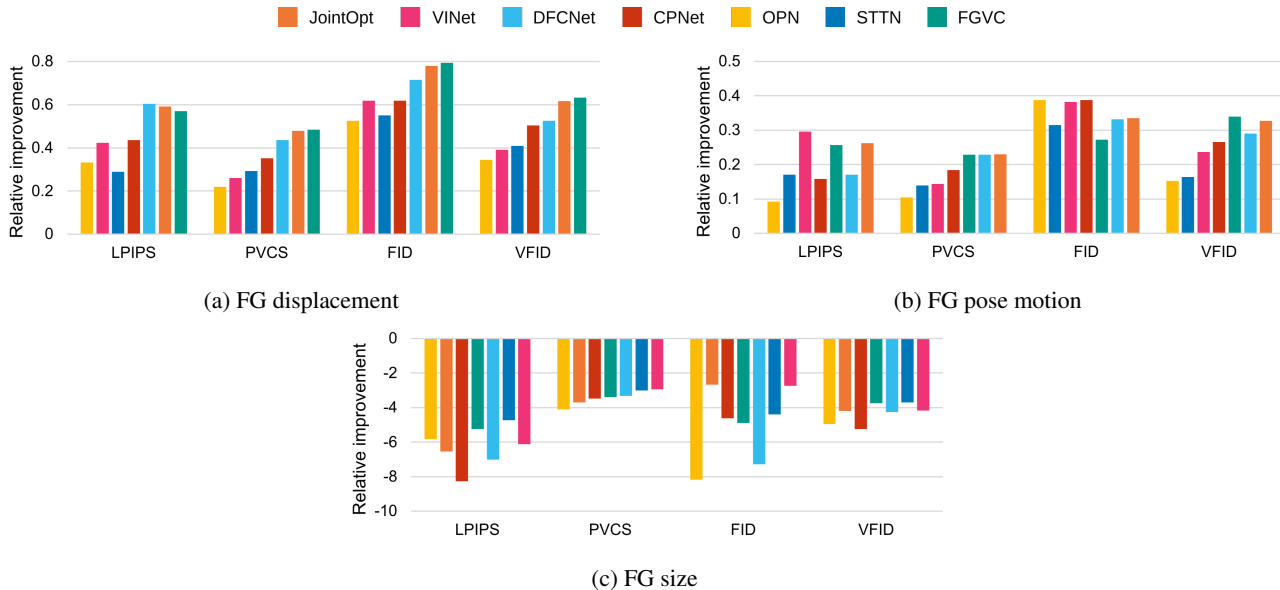 JointOpt VINet DFCNet CPNet OPN STTN FGVC
Relative improvement
0.8
0.6
0.4
0.2
0
LPIPS PVCS FID VFID
(a) FG displacement
Relative improvement
0.5
0.4
0.3
0.2
0.1
0
LPIPS PVCS FID VFID
(b) FG pose motion
Relative improvement
0
-2
-4
-6
-8
-10
LPIPS PVCS FID VFID
(c) FG size